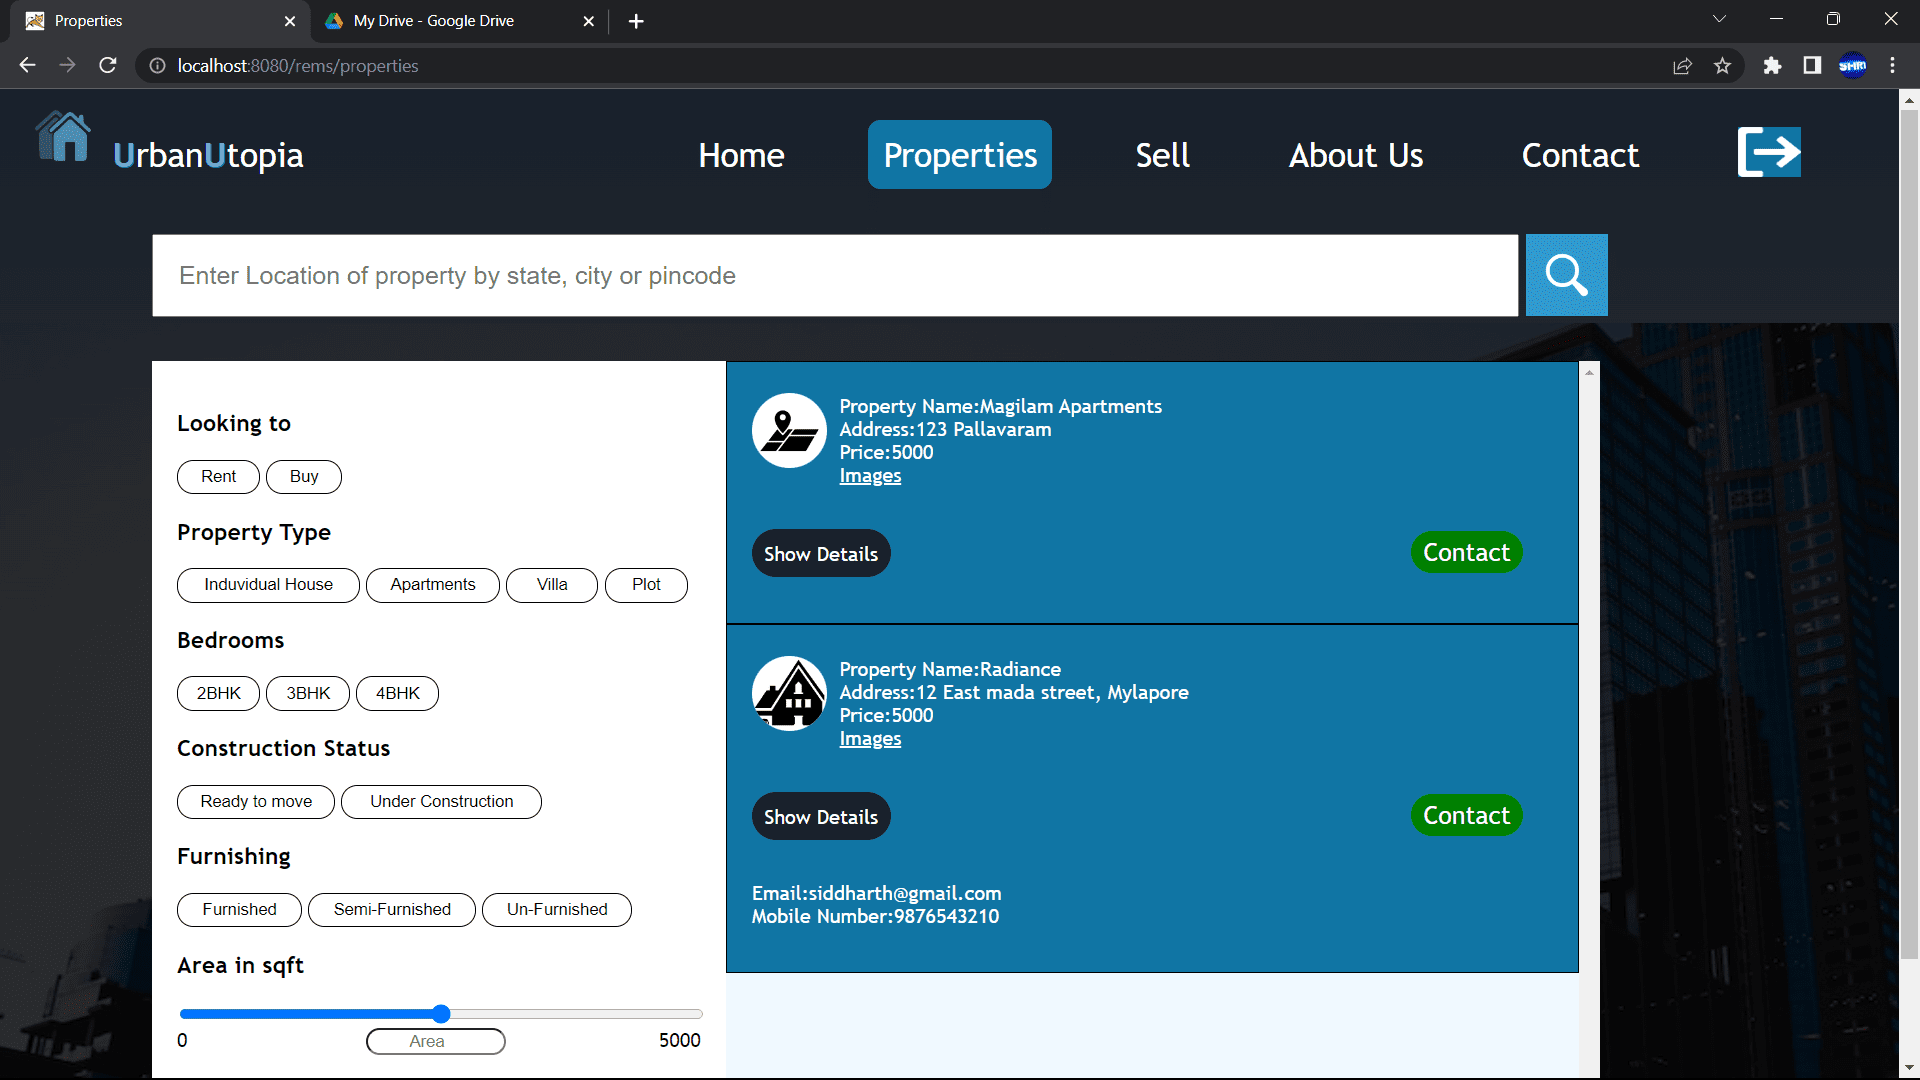 Properties
My Drive - Google Drive
localhost:8080/rems/properties
SHRI
UrbanUtopia
Home
Properties
Sell
About Us
Contact
Enter Location of property by state, city or pincode
Looking to
Rent
Buy
Property Type
Induvidual House
Apartments
Villa
Plot
Bedrooms
2BHK
3BHK
4BHK
Construction Status
Ready to move
Under Construction
Furnishing
Furnished
Semi-Furnished
Un-Furnished
Area in sqft
0
Area
5000
Property Name:Magilam Apartments
Address:123 Pallavaram
Price:5000
Images
Show Details
Contact
Property Name:Radiance
Address:12 East mada street, Mylapore
Price:5000
Images
Show Details
Contact
Email:siddharth@gmail.com
Mobile Number:9876543210